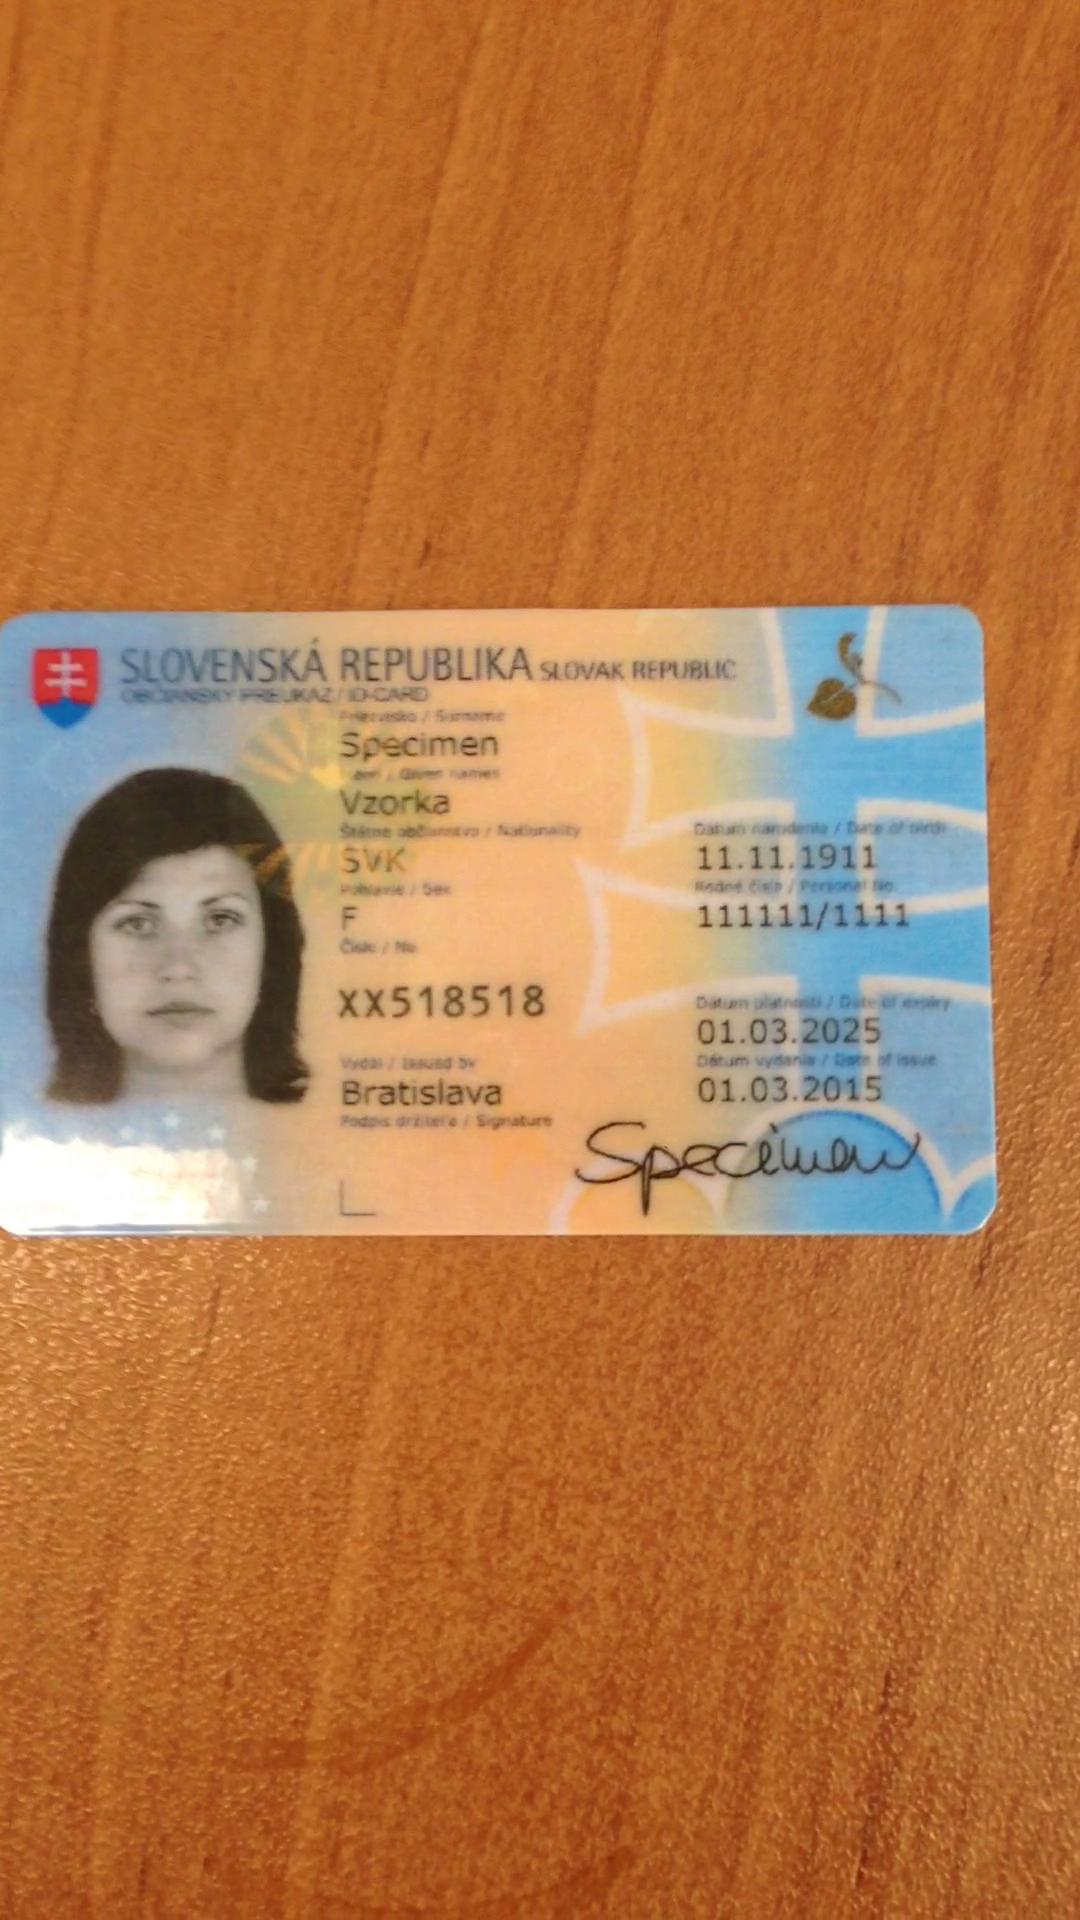 SLOVENSKÁ REPUBLIKA SLOVAK REPUBLIC
OBČIANSKY PREUKAZ / ID-CARD
Priezvisko / Surname
Specimen
Meno / Given names
Vzorka
Štátne občianstvo / Nationality
SVK
Pohlavie / Sex
F
Číslo / No
XX518518
Vydal / Issued by
Bratislava
Podpis držiteľa / Signature
Dátum narodenia / Date of birth
11.11.1911
Rodné číslo / Personal No.
111111/1111
Dátum platnosti / Date of expiry
01.03.2025
Dátum vydania / Date of issue
01.03.2015
Specimen